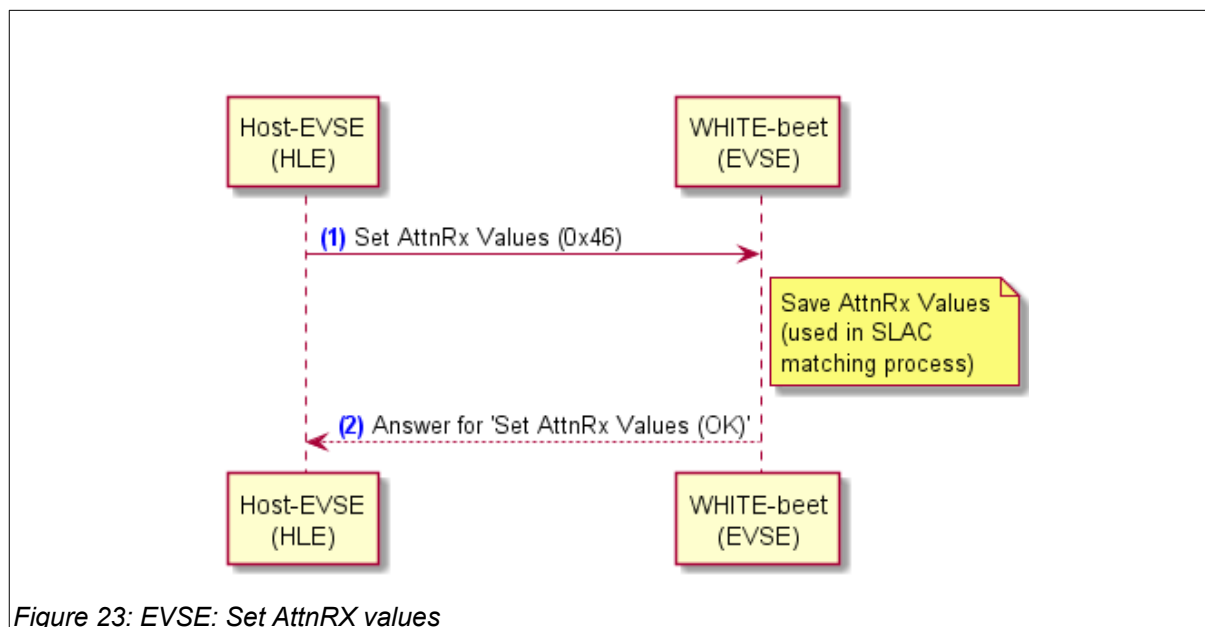 Host-EVSE
(HLE)
WHITE-beet
(EVSE)
(1) Set AttnRx Values (0x46)
Save AttnRx Values
(used in SLAC
matching process)
(2) Answer for 'Set AttnRx Values (OK)'
Host-EVSE
(HLE)
WHITE-beet
(EVSE)
Figure 23: EVSE: Set AttnRX values